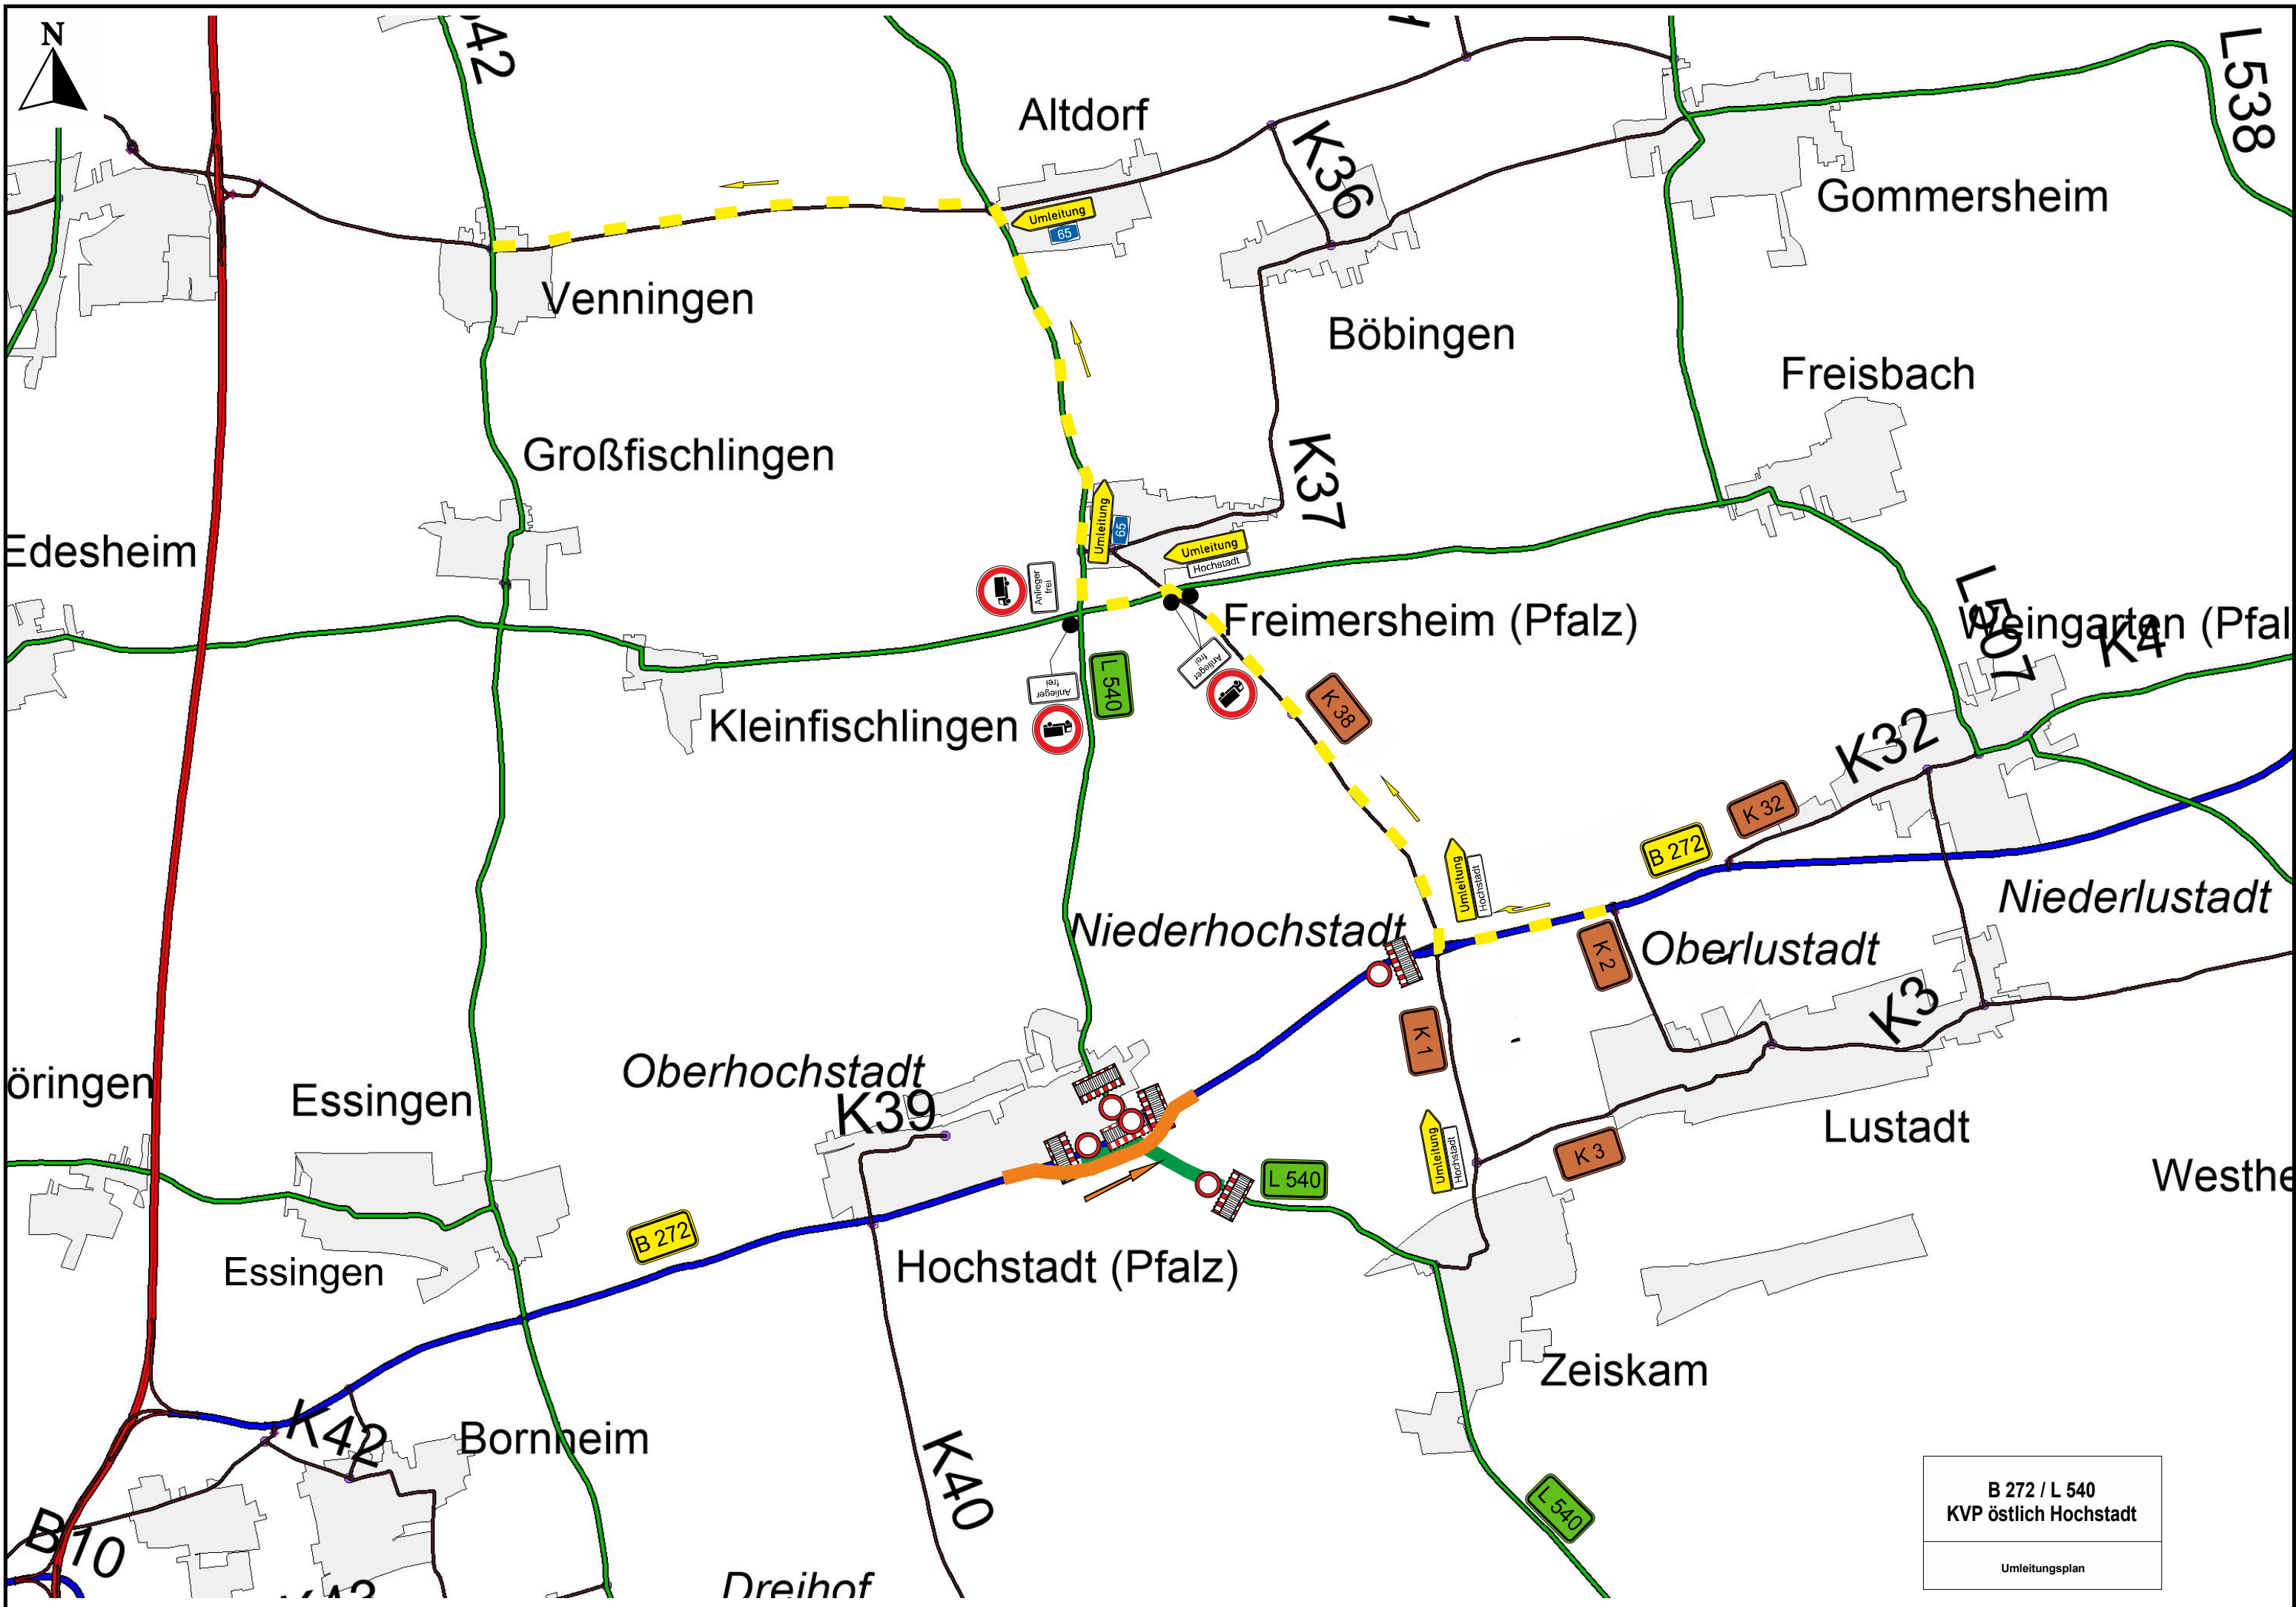 N
542
Altdorf
K36
L538
Gommersheim
Umleitung
65
Venningen
Böbingen
Freisbach
Großfischlingen
K37
Umleitung
65
Edesheim
Umleitung
Hochstadt
Anlieger
frei
Freimersheim (Pfalz)
L507
Weingarten (Pfal
K4
Anlieger
frei
Anlieger
frei
L 540
K 38
Kleinfischlingen
K32
K 32
B 272
Umleitung
Hochstadt
Niederhochstadt
Niederlustadt
Oberlustadt
K 2
K3
K 1
Oberhochstadt
K39
öringen
Essingen
Lustadt
Umleitung
Hochstadt
K 3
L 540
Westhe
B 272
Essingen
Hochstadt (Pfalz)
Zeiskam
K42
Bornheim
K40
L 540
B10
K43
Dreihof
B 272 / L 540
KVP östlich Hochstadt
Umleitungsplan